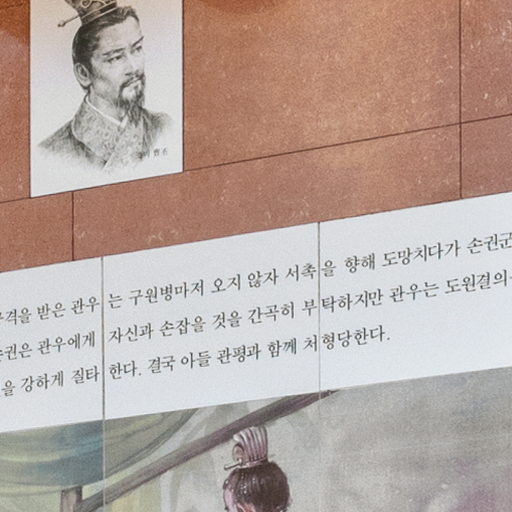 격을 받은 관우는 구원병마저 오지 않자 서촉을 향해 도망치다가 손권군
손권은 관우에게 자신과 손잡을 것을 간곡히 부탁하지만 관우는 도원결의
을 강하게 질타한다. 결국 아들 관평과 함께 처형당한다.